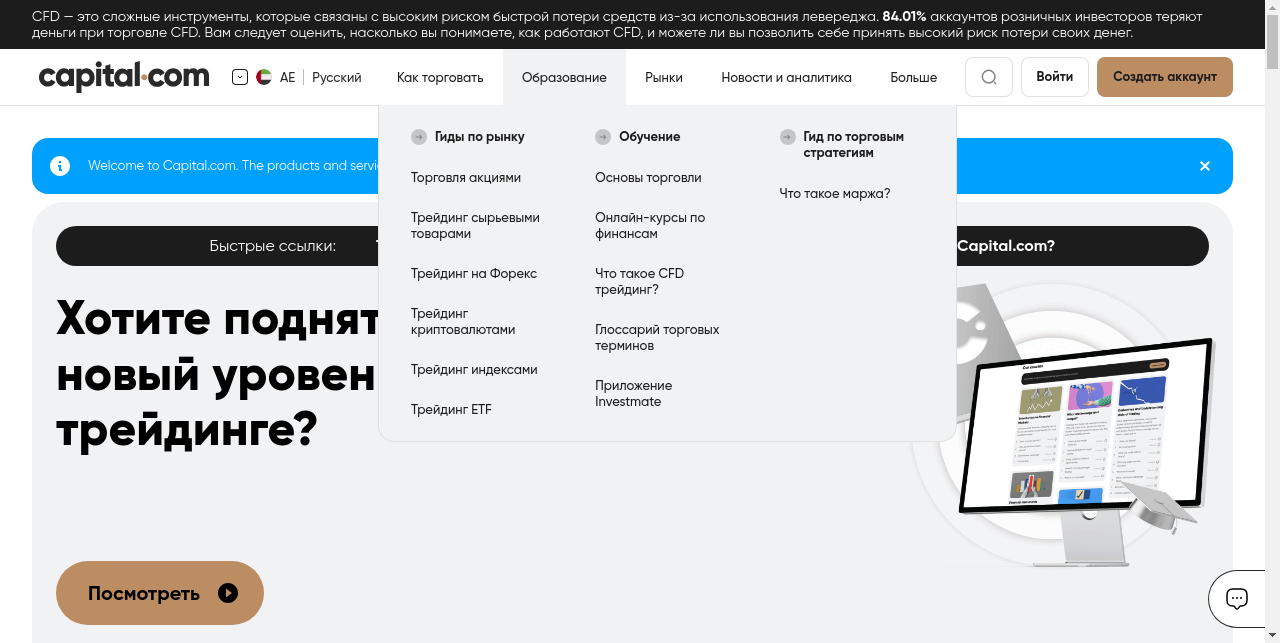 CFD — это сложные инструменты, которые связаны с высоким риском быстрой потери средств из-за использования левереджа. 84.01% аккаунтов розничных инвесторов теряют
деньги при торговле CFD. Вам следует оценить, насколько вы понимаете, как работают CFD, и можете ли вы позволить себе принять высокий риск потери своих денег.
capital.com
AE Русский
Как торговать
Образование
Рынки
Новости и аналитика
Больше
Войти
Создать аккаунт
Гиды по рынку
Торговля акциями
Трейдинг сырьевыми
товарами
Трейдинг на Форекс
Трейдинг
криптовалютами
Трейдинг индексами
Трейдинг ETF
Обучение
Основы торговли
Онлайн-курсы по
финансам
Что такое CFD
трейдинг?
Глоссарий торговых
терминов
Приложение
Investmate
Гид по торговым
стратегиям
Что такое маржа?
Welcome to Capital.com. The products and
Быстрые ссылки:
Capital.com?
Хотите поднят
новый уровен
трейдинге?
Посмотреть